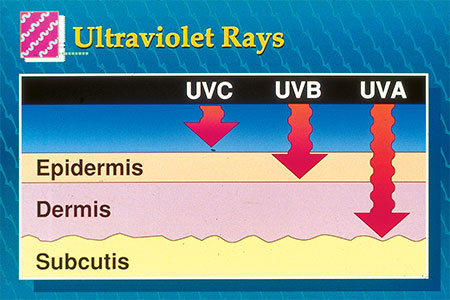 Ultraviolet Rays
UVC UVB UVA
Epidermis
Dermis
Subcutis